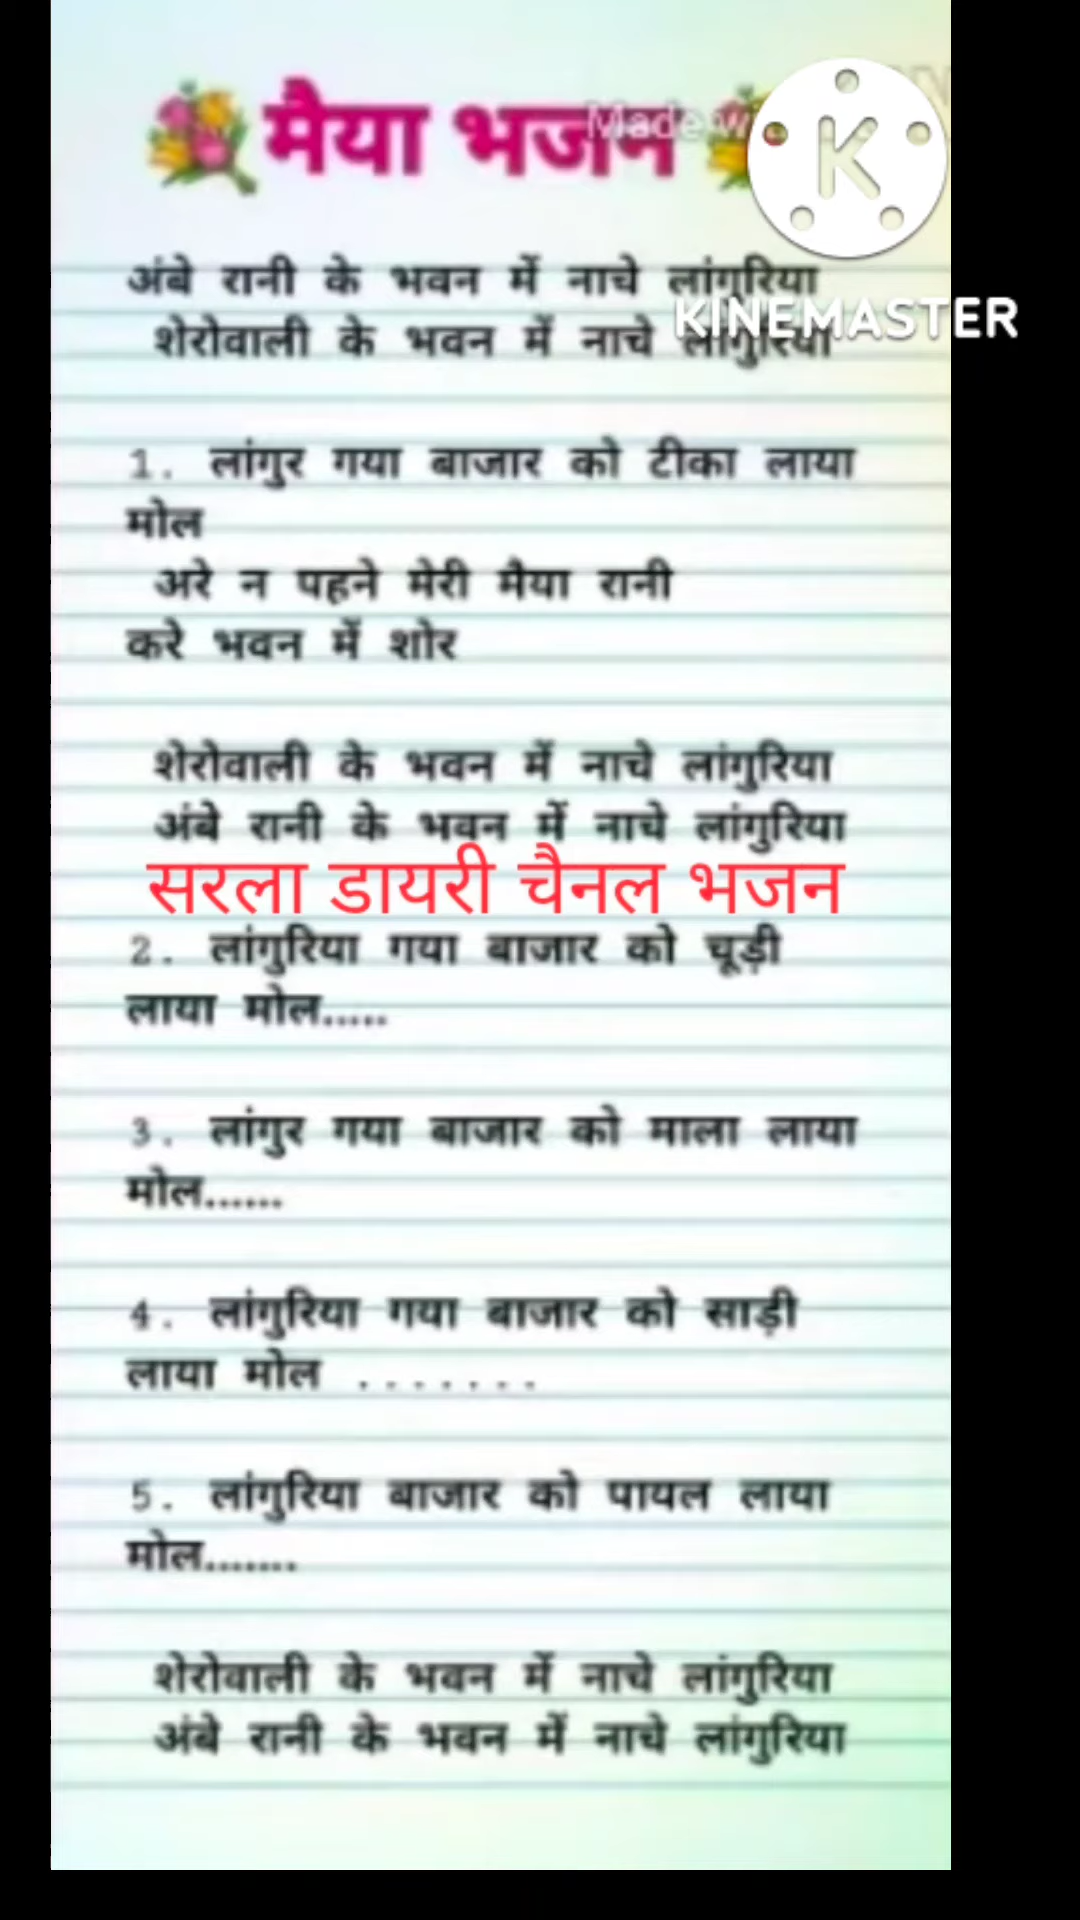 💐 मैया भजन 💐
Made w
K
KINEMASTER
अंबे रानी के भवन में नाचे लांगुरिया
शेरोवाली के भवन में नाचे लांगुरिया
1. लांगुर गया बाजार को टीका लाया
मोल
अरे न पहने मेरी मैया रानी
करे भवन में शोर
शेरोवाली के भवन में नाचे लांगुरिया
अंबे रानी के भवन में नाचे लांगुरिया
सरला डायरी चैनल भजन
2. लांगुरिया गया बाजार को चूड़ी
लाया मोल.....
3. लांगुर गया बाजार को माला लाया
मोल......
4. लांगुरिया गया बाजार को साड़ी
लाया मोल .......
5. लांगुरिया बाजार को पायल लाया
मोल.......
शेरोवाली के भवन में नाचे लांगुरिया
अंबे रानी के भवन में नाचे लांगुरिया